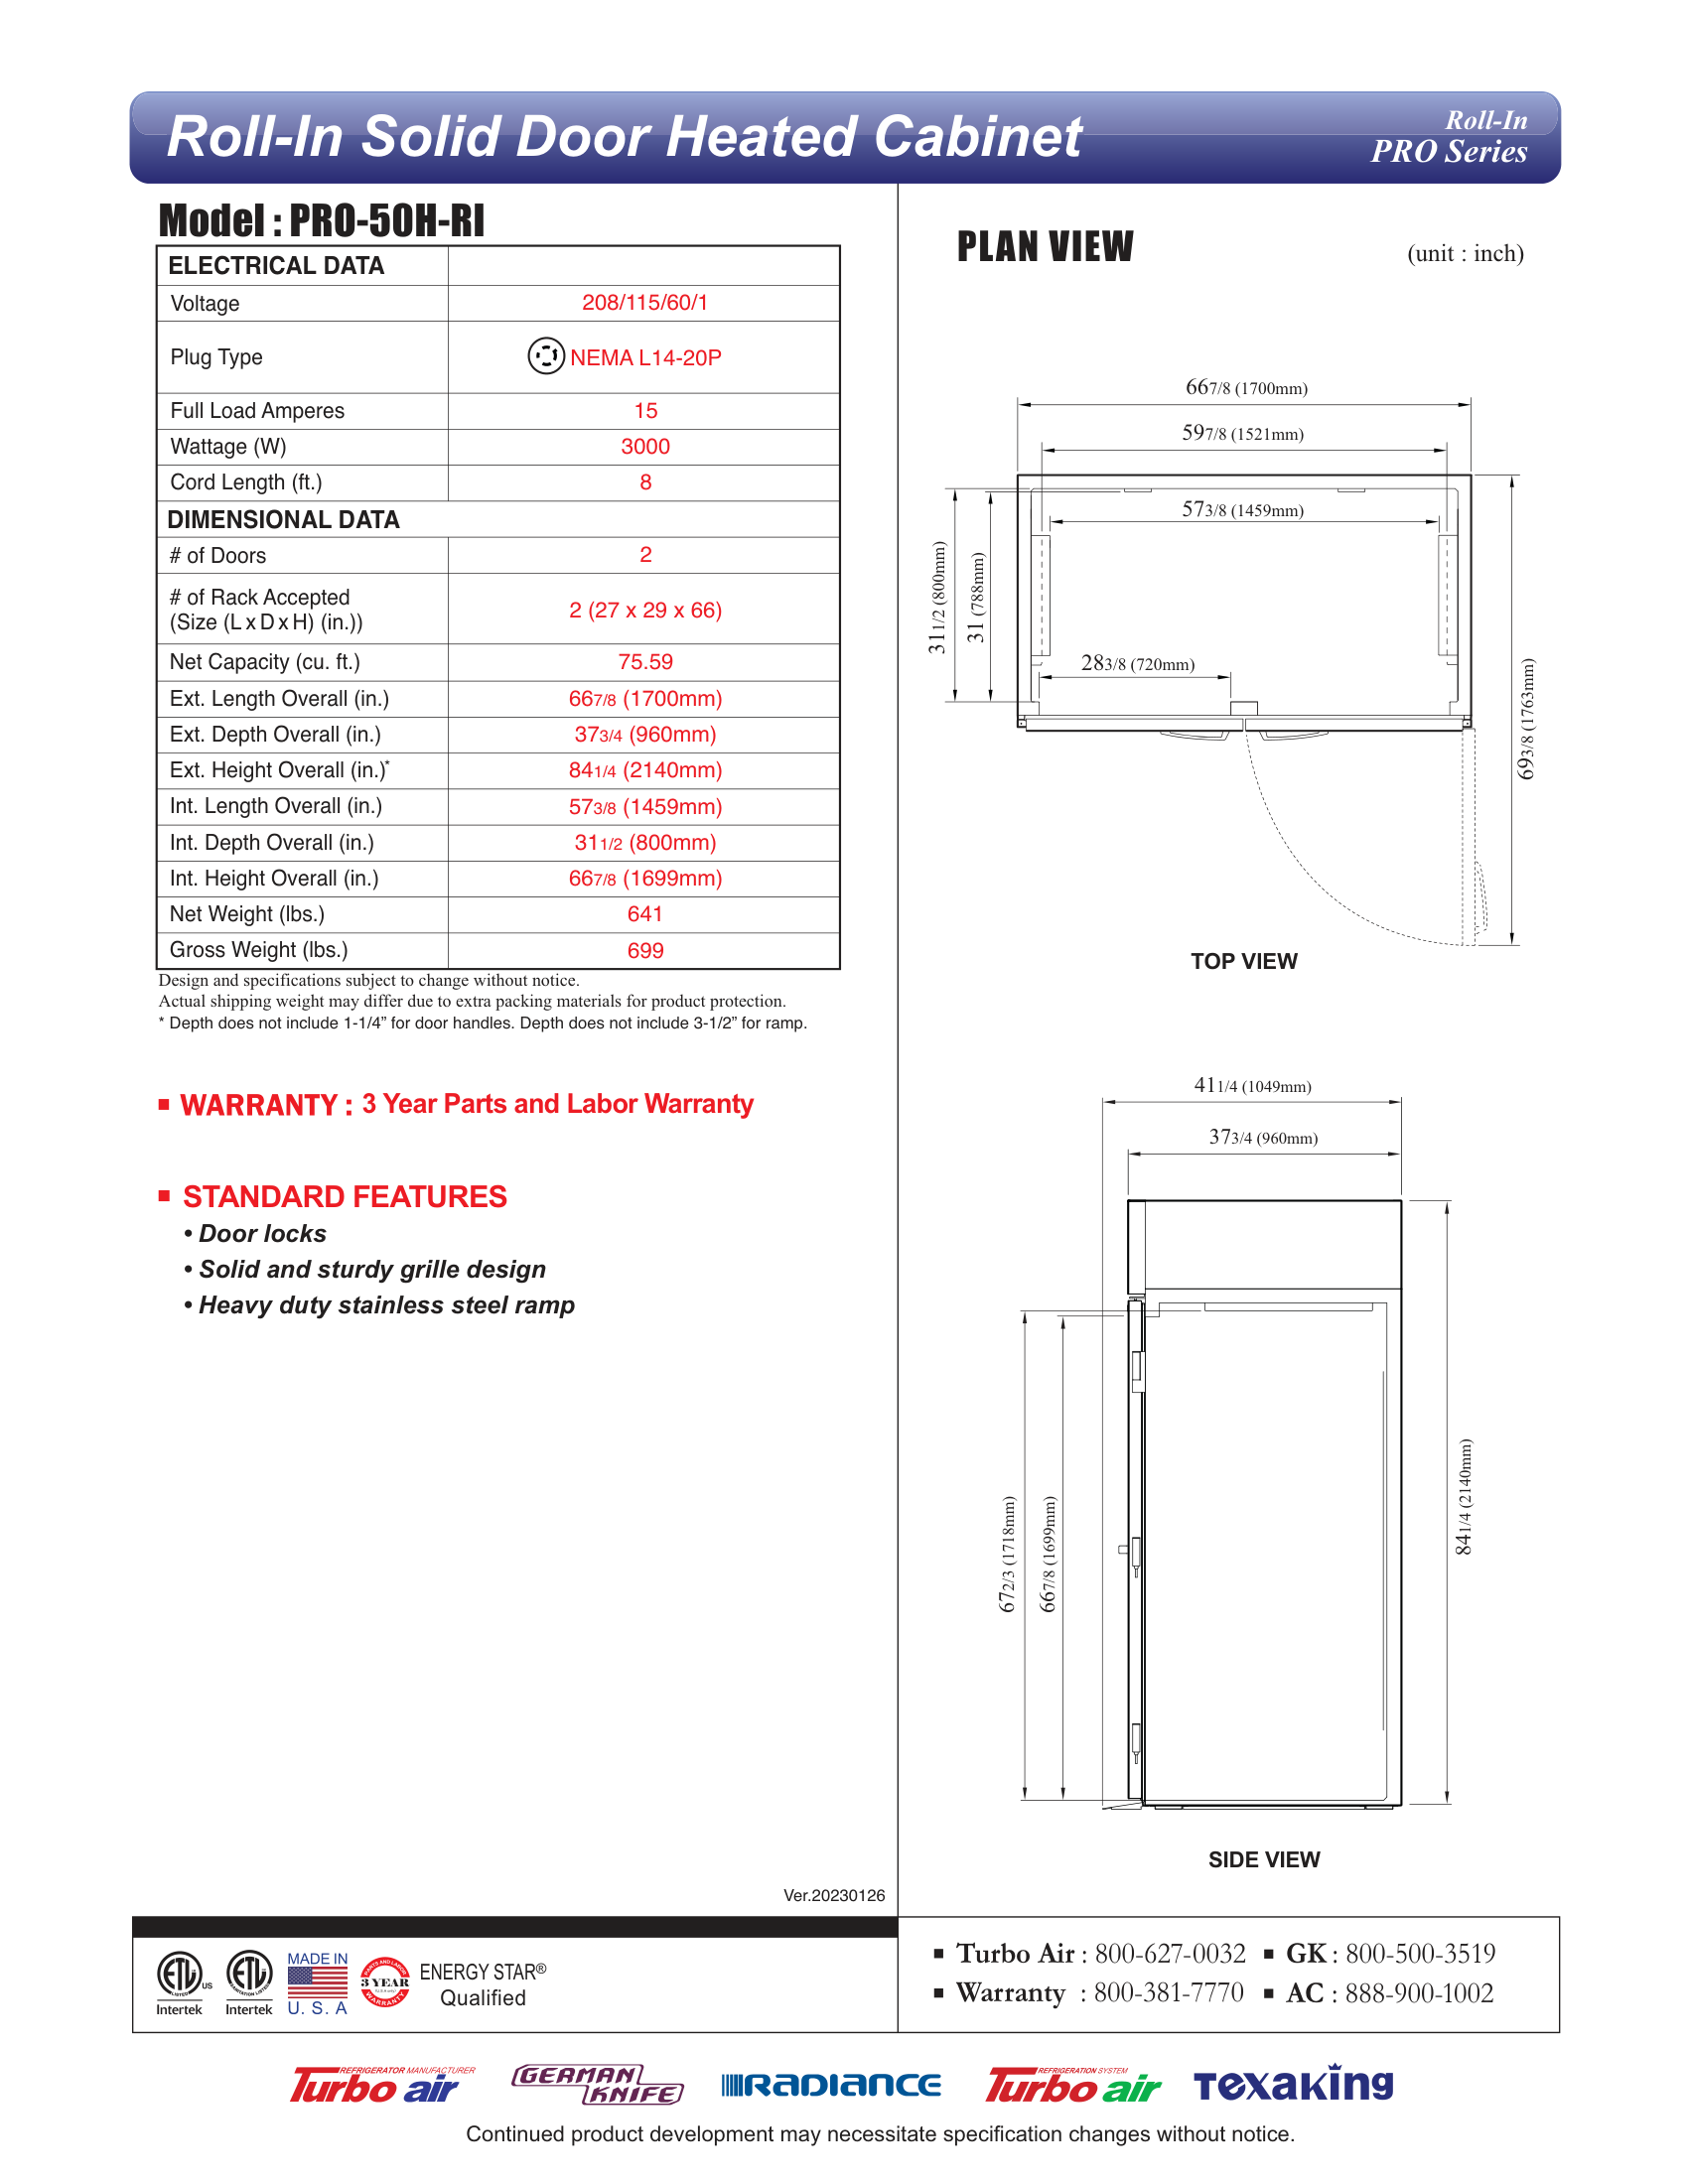 Roll-In Solid Door Heated Cabinet
Roll-In
PRO Series
Model : PRO-50H-RI
ELECTRICAL DATA
Voltage 208/115/60/1
Plug Type NEMA L14-20P
Full Load Amperes 15
Wattage (W) 3000
Cord Length (ft.) 8
DIMENSIONAL DATA
# of Doors 2
# of Rack Accepted
(Size (L x D x H) (in.)) 2 (27 x 29 x 66)
Net Capacity (cu. ft.) 75.59
Ext. Length Overall (in.) 66 7/8 (1700mm)
Ext. Depth Overall (in.) 37 3/4 (960mm)
Ext. Height Overall (in.)* 84 1/4 (2140mm)
Int. Length Overall (in.) 57 3/8 (1459mm)
Int. Depth Overall (in.) 31 1/2 (800mm)
Int. Height Overall (in.) 66 7/8 (1699mm)
Net Weight (lbs.) 641
Gross Weight (lbs.) 699
Design and specifications subject to change without notice.
Actual shipping weight may differ due to extra packing materials for product protection.
* Depth does not include 1-1/4” for door handles. Depth does not include 3-1/2” for ramp.
WARRANTY : 3 Year Parts and Labor Warranty
STANDARD FEATURES
• Door locks
• Solid and sturdy grille design
• Heavy duty stainless steel ramp
Ver.20230126
PLAN VIEW
(unit : inch)
66 7/8 (1700mm)
59 7/8 (1521mm)
57 3/8 (1459mm)
31 1/2 (800mm)
31 (788mm)
28 3/8 (720mm)
69 3/8 (1763mm)
TOP VIEW
41 1/4 (1049mm)
37 3/4 (960mm)
67 2/3 (1718mm)
66 7/8 (1699mm)
84 1/4 (2140mm)
SIDE VIEW
ETL LISTED US
Intertek
ETL SANITATION LISTED
Intertek
MADE IN
U. S. A
PARTS AND LABOR
3 YEAR
WARRANTY
ENERGY STAR®
Qualified
Turbo Air : 800-627-0032
GK : 800-500-3519
Warranty : 800-381-7770
AC : 888-900-1002
REFRIGERATOR MANUFACTURER
Turbo air
GERMAN
KNIFE
RADIANCE
REFRIGERATION SYSTEM
Turbo air
Texaking
Continued product development may necessitate specification changes without notice.